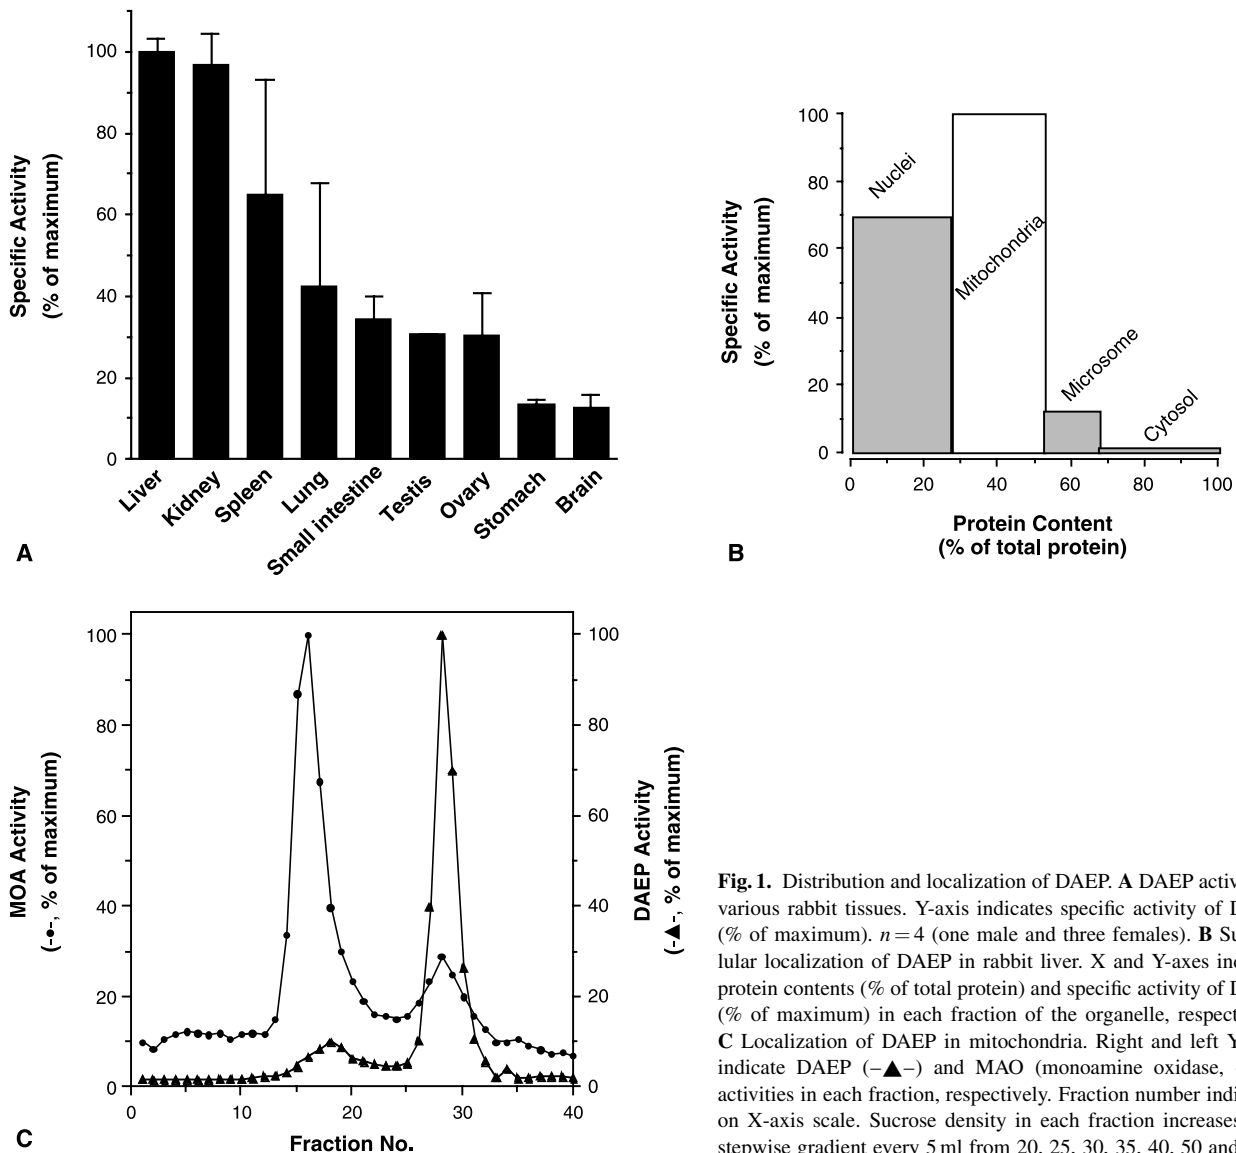 Specific Activity
(% of maximum)
100
80
60
40
20
0
Liver
Kidney
Spleen
Lung
Small intestine
Testis
Ovary
Stomach
Brain
A
Specific Activity
(% of maximum)
100
80
60
40
20
0
Nuclei
Mitochondria
Microsome
Cytosol
0 20 40 60 80 100
Protein Content
(% of total protein)
B
MOA Activity
(-●-, % of maximum)
100
80
60
40
20
0
100
80
60
40
20
0
DAEP Activity
(-▲-, % of maximum)
0 10 20 30 40
Fraction No.
C
Fig. 1. Distribution and localization of DAEP. A DAEP activ
various rabbit tissues. Y-axis indicates specific activity of D
(% of maximum). n = 4 (one male and three females). B Su
lular localization of DAEP in rabbit liver. X and Y-axes ind
protein contents (% of total protein) and specific activity of D
(% of maximum) in each fraction of the organelle, respect
C Localization of DAEP in mitochondria. Right and left Y
indicate DAEP (–▲–) and MAO (monoamine oxidase,
activities in each fraction, respectively. Fraction number indi
on X-axis scale. Sucrose density in each fraction increases
stepwise gradient every 5 ml from 20, 25, 30, 35, 40, 50 and